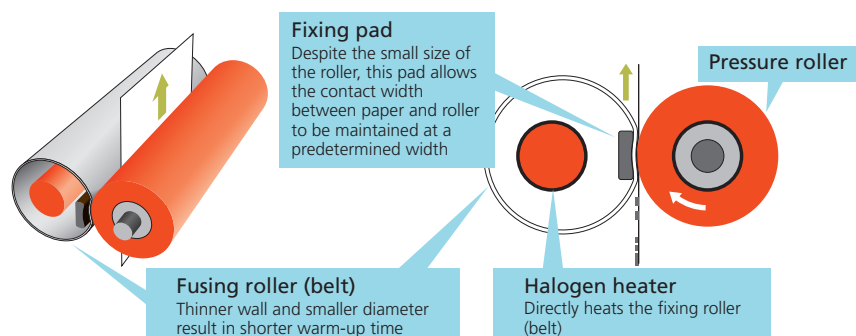 Fixing pad
Despite the small size of
the roller, this pad allows
the contact width
between paper and roller
to be maintained at a
predetermined width
Pressure roller
Fusing roller (belt)
Thinner wall and smaller diameter
result in shorter warm-up time
Halogen heater
Directly heats the fixing roller
(belt)